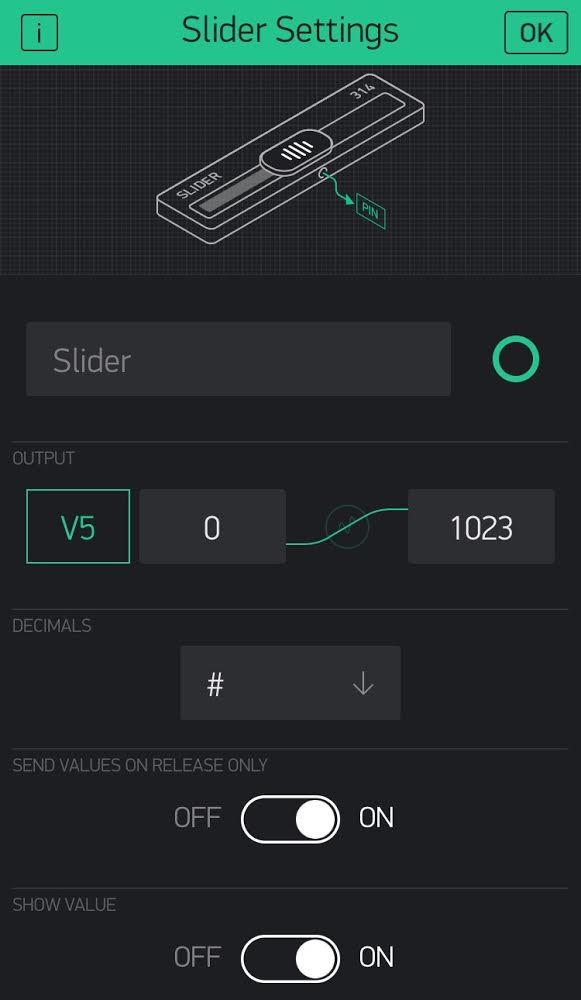 i Slider Settings OK
314
SLIDER
PIN
Slider
OUTPUT
V5 0 1023
DECIMALS
#
SEND VALUES ON RELEASE ONLY
OFF ON
SHOW VALUE
OFF ON